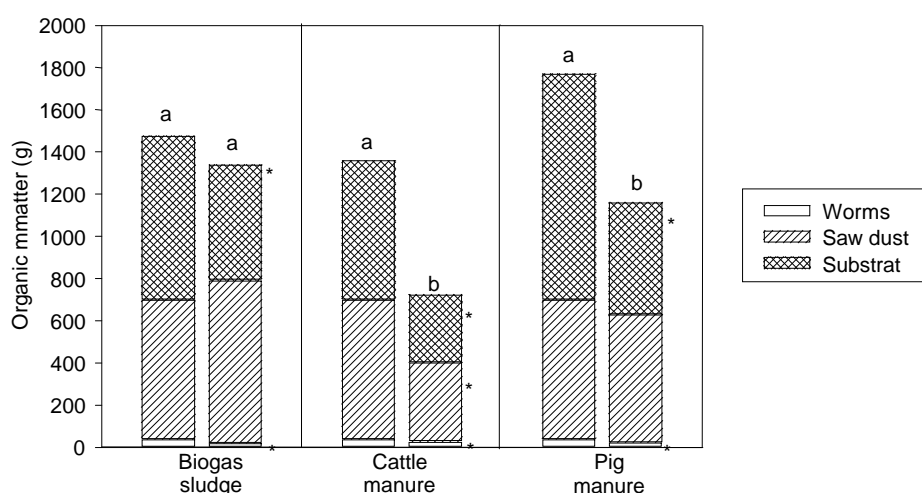 2000
1800
1600
1400
1200
1000
800
600
400
200
0
Organic mmatter (g)
a
a
*
*
a
b
*
*
*
a
b
*
*
Biogas
sludge
Cattle
manure
Pig
manure
Worms
Saw dust
Substrat